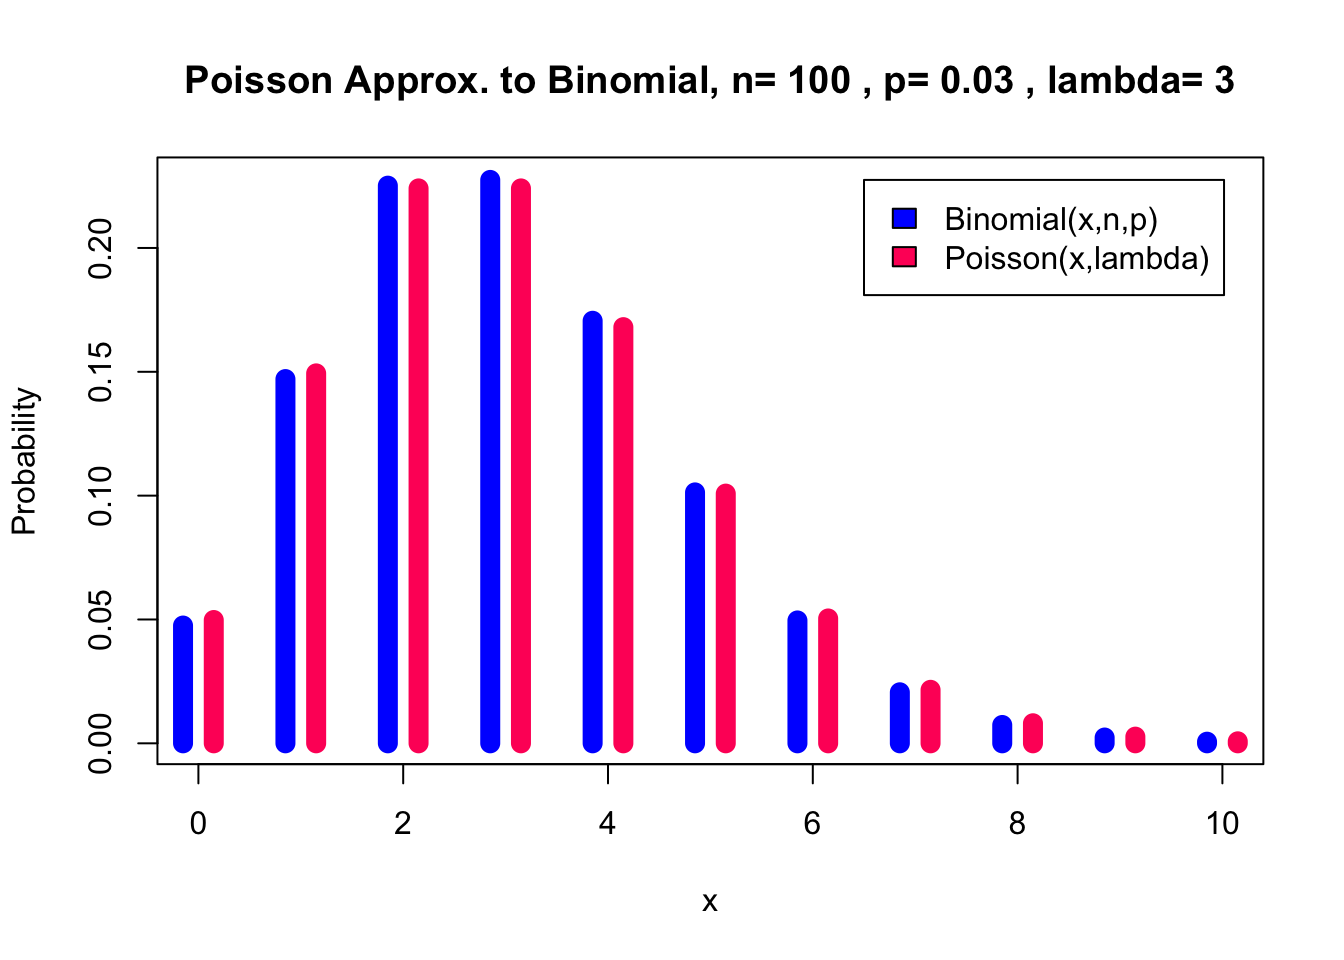 Poisson Approx. to Binomial, n= 100 , p= 0.03 , lambda= 3
Binomial(x,n,p)
Poisson(x,lambda)
Probability
0.20
0.15
0.10
0.05
0.00
0 2 4 6 8 10
x